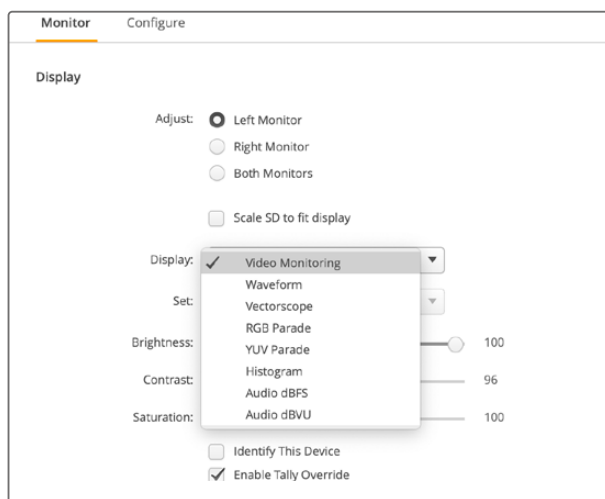 Monitor Configure
Display
Adjust: Left Monitor
Right Monitor
Both Monitors
Scale SD to fit display
Display: Video Monitoring
Waveform
Set: Vectorscope
RGB Parade
Brightness: YUV Parade 100
Histogram
Contrast: Audio dBFS 96
Saturation: Audio dBVU 100
Identify This Device
Enable Tally Override